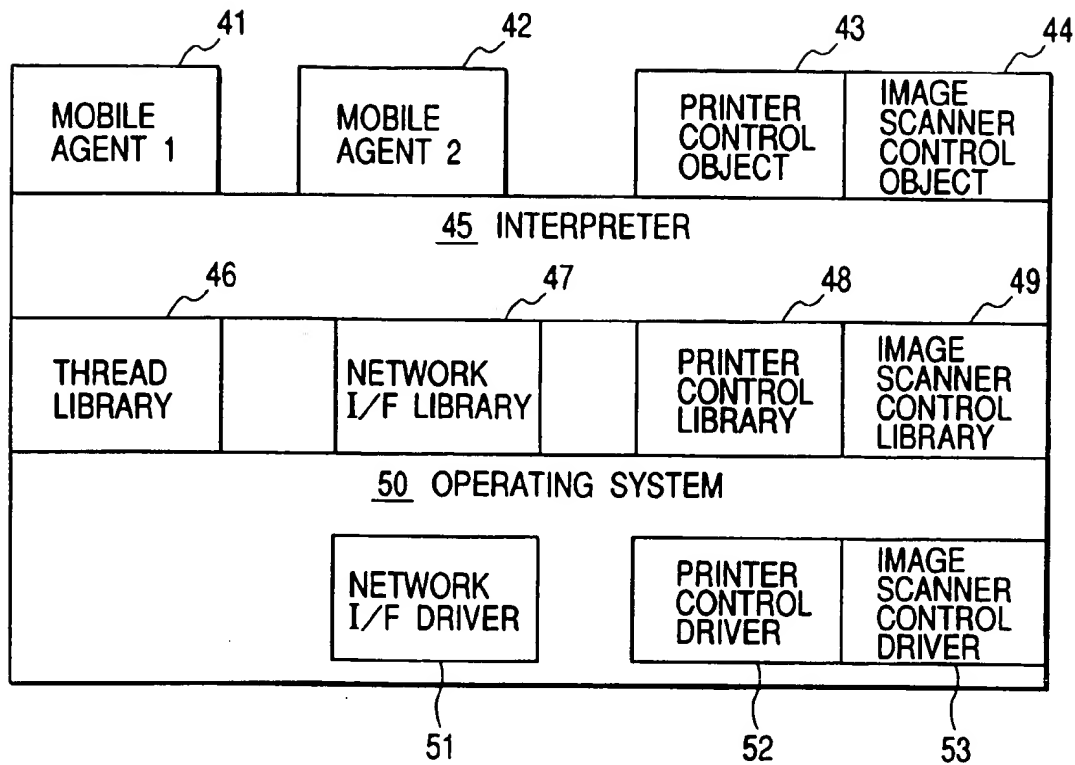 41
42
43
44
MOBILE
AGENT 1
MOBILE
AGENT 2
PRINTER
CONTROL
OBJECT
IMAGE
SCANNER
CONTROL
OBJECT
45 INTERPRETER
46
47
48
49
THREAD
LIBRARY
NETWORK
I/F LIBRARY
PRINTER
CONTROL
LIBRARY
IMAGE
SCANNER
CONTROL
LIBRARY
50 OPERATING SYSTEM
NETWORK
I/F DRIVER
PRINTER
CONTROL
DRIVER
IMAGE
SCANNER
CONTROL
DRIVER
51
52
53